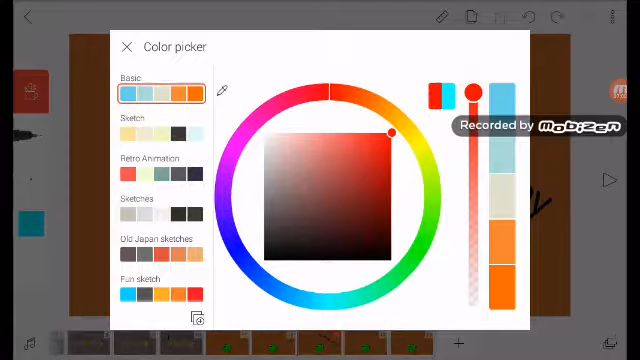 Color picker
Basic
Sketch
Recorded by MOBIZEN
Retro Animation
Sketches
Old Japan sketches
Fun sketch